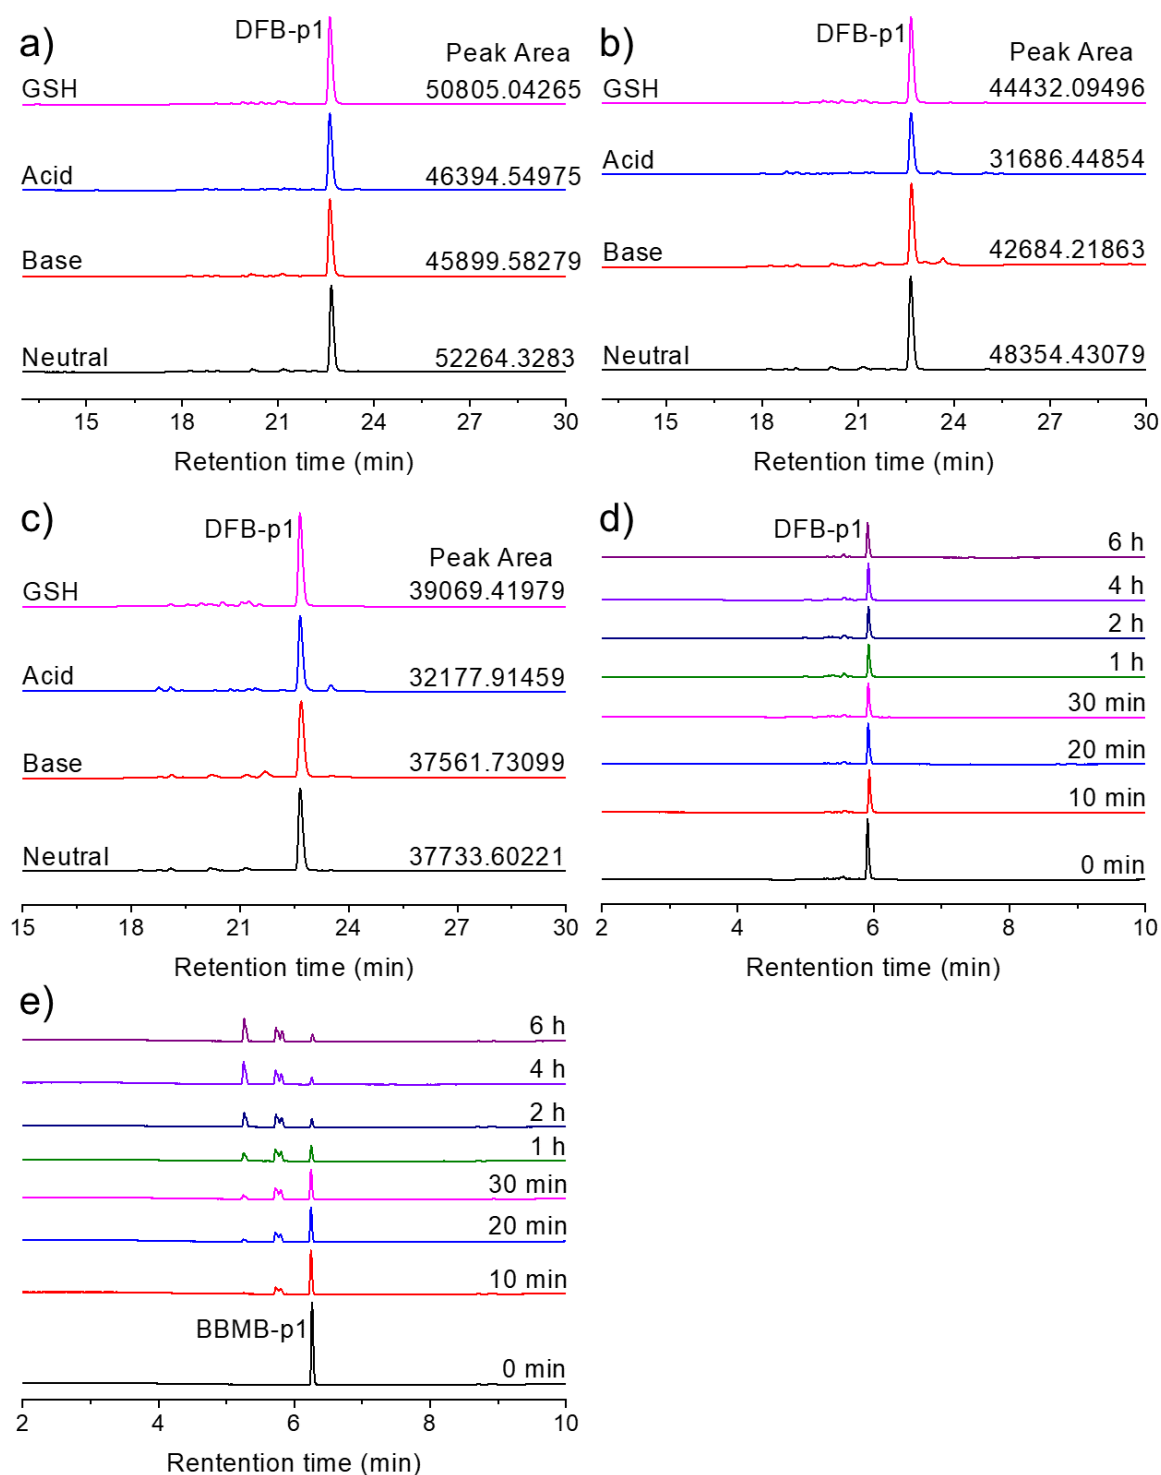 a)
DFB-p1
Peak Area
GSH
50805.04265
Acid
46394.54975
Base
45899.58279
Neutral
52264.3283
15 18 21 24 27 30
Retention time (min)
b)
DFB-p1
Peak Area
GSH
44432.09496
Acid
31686.44854
Base
42684.21863
Neutral
48354.43079
15 18 21 24 27 30
Retention time (min)
c)
DFB-p1
Peak Area
GSH
39069.41979
Acid
32177.91459
Base
37561.73099
Neutral
37733.60221
15 18 21 24 27 30
Retention time (min)
d)
DFB-p1
6 h
4 h
2 h
1 h
30 min
20 min
10 min
0 min
2 4 6 8 10
Rentention time (min)
e)
6 h
4 h
2 h
1 h
30 min
20 min
10 min
BBMB-p1
0 min
2 4 6 8 10
Rentention time (min)